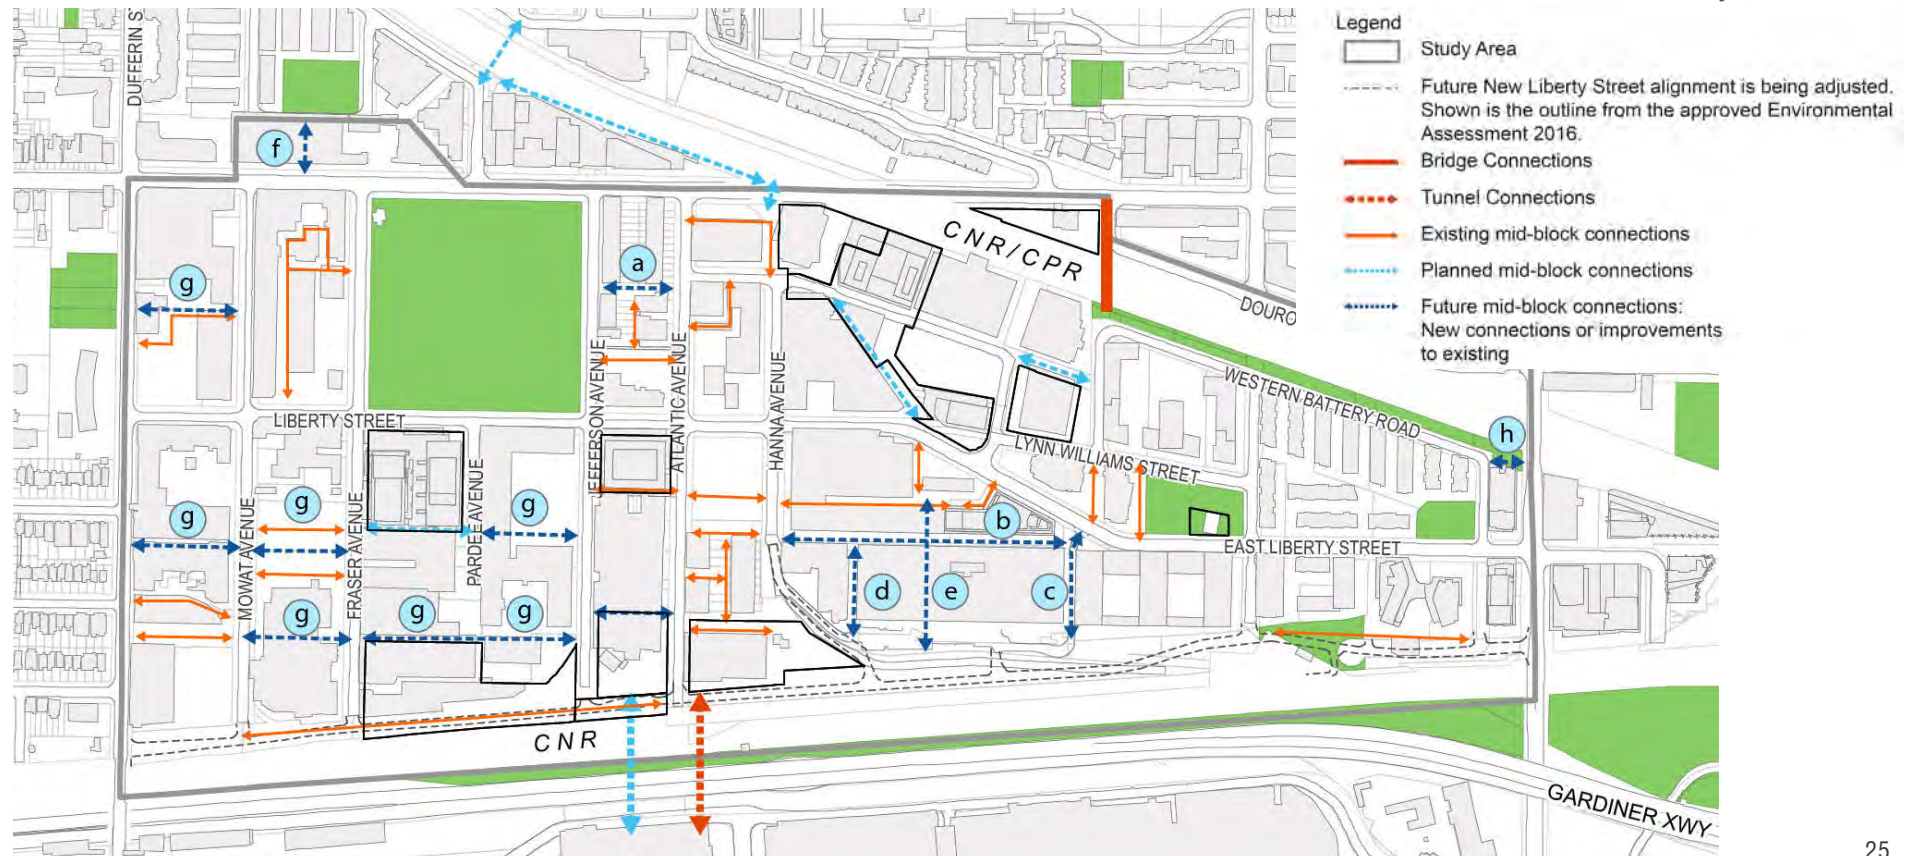 Legend
Study Area
Future New Liberty Street alignment is being adjusted.
Shown is the outline from the approved Environmental
Assessment 2016.
Bridge Connections
Tunnel Connections
Existing mid-block connections
Planned mid-block connections
Future mid-block connections:
New connections or improvements
to existing
DUFFERIN S
f
g
a
CNR/CPR
DOURO
LIBERTY STREET
JEFFERSON AVENUE
ATLANTIC AVENUE
HANNA AVENUE
WESTERN BATTERY ROAD
LYNN WILLIAMS STREET
h
g
MOWAT AVENUE
g
FRASER AVENUE
PARDEE AVENUE
g
b
EAST LIBERTY STREET
g
g
g
d
e
c
CNR
GARDINER XWY
25